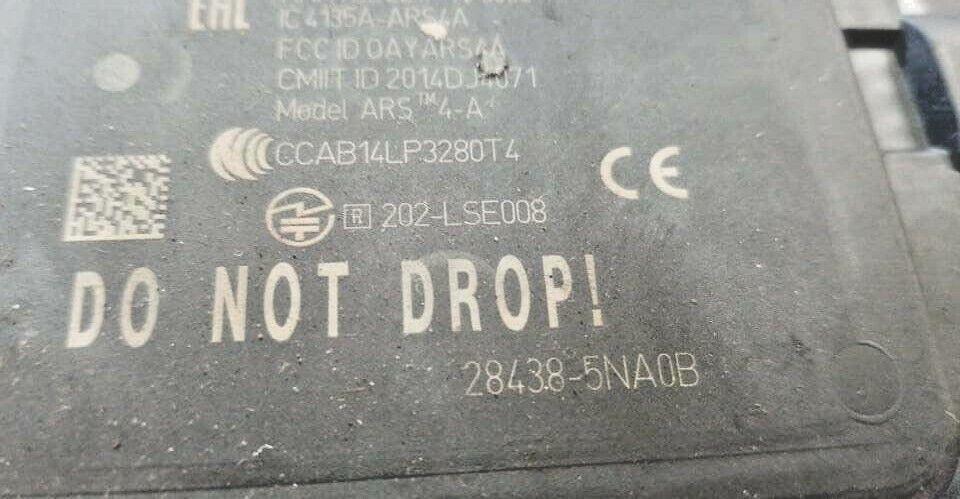 EAC
IC 4135A-ARS4A
FCC ID OAYARS4A
CMIIT ID 2014DJ4071
Model ARS™4-A
CCAB14LP3280T4
CE
R 202-LSE008
DO NOT DROP!
28438-5NA0B